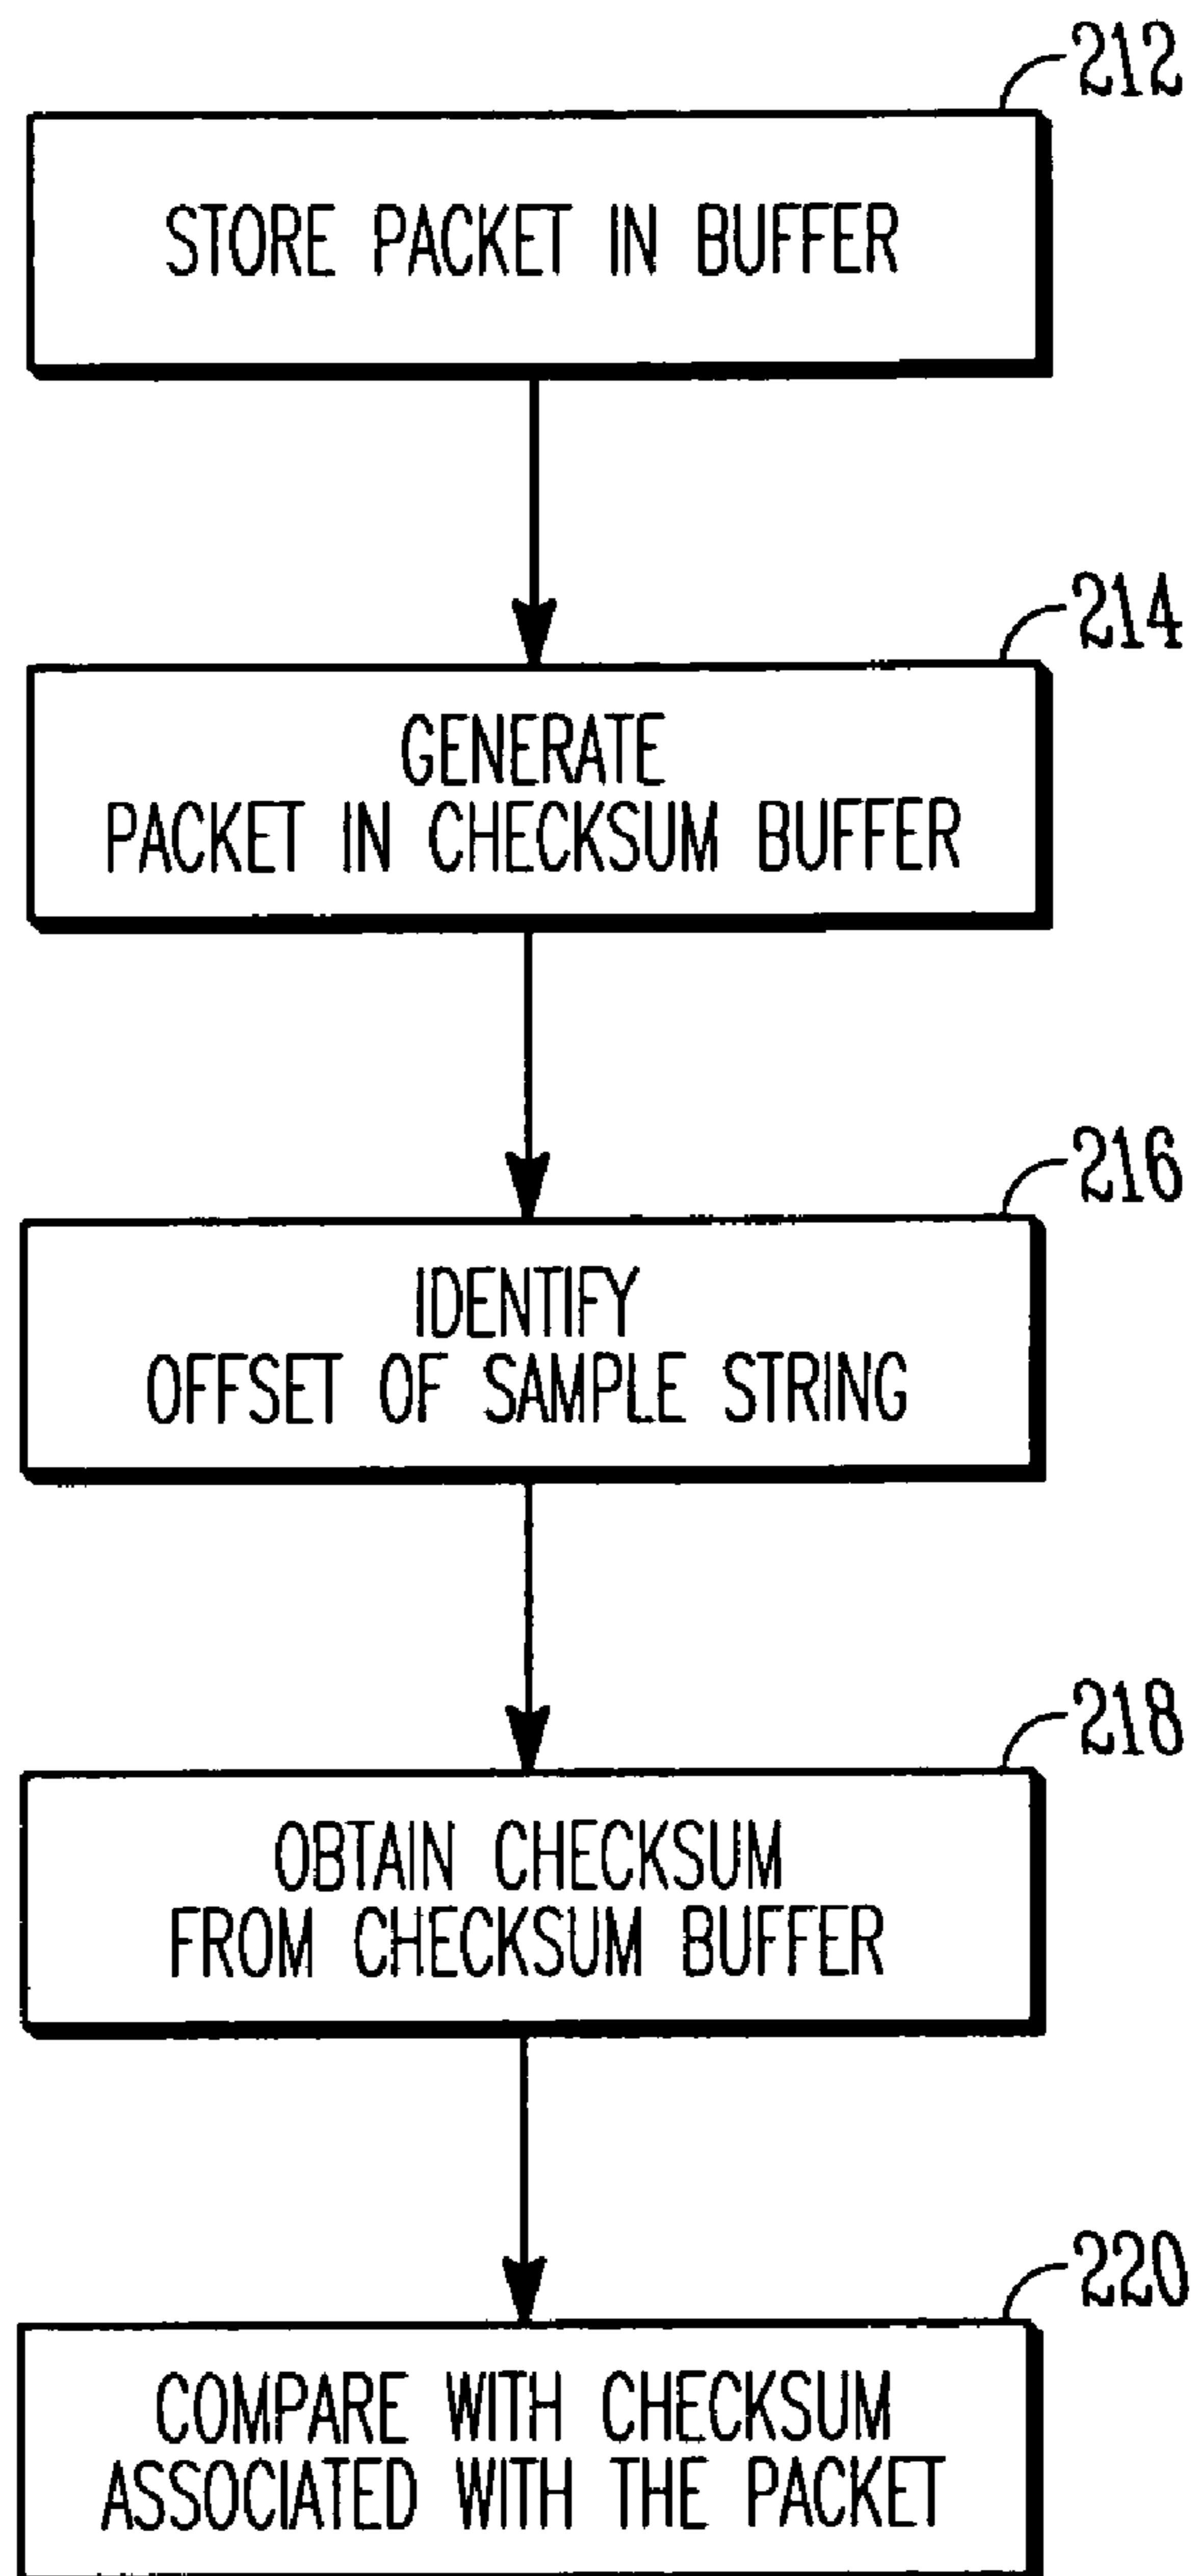 212
STORE PACKET IN BUFFER
214
GENERATE
PACKET IN CHECKSUM BUFFER
216
IDENTIFY
OFFSET OF SAMPLE STRING
218
OBTAIN CHECKSUM
FROM CHECKSUM BUFFER
220
COMPARE WITH CHECKSUM
ASSOCIATED WITH THE PACKET